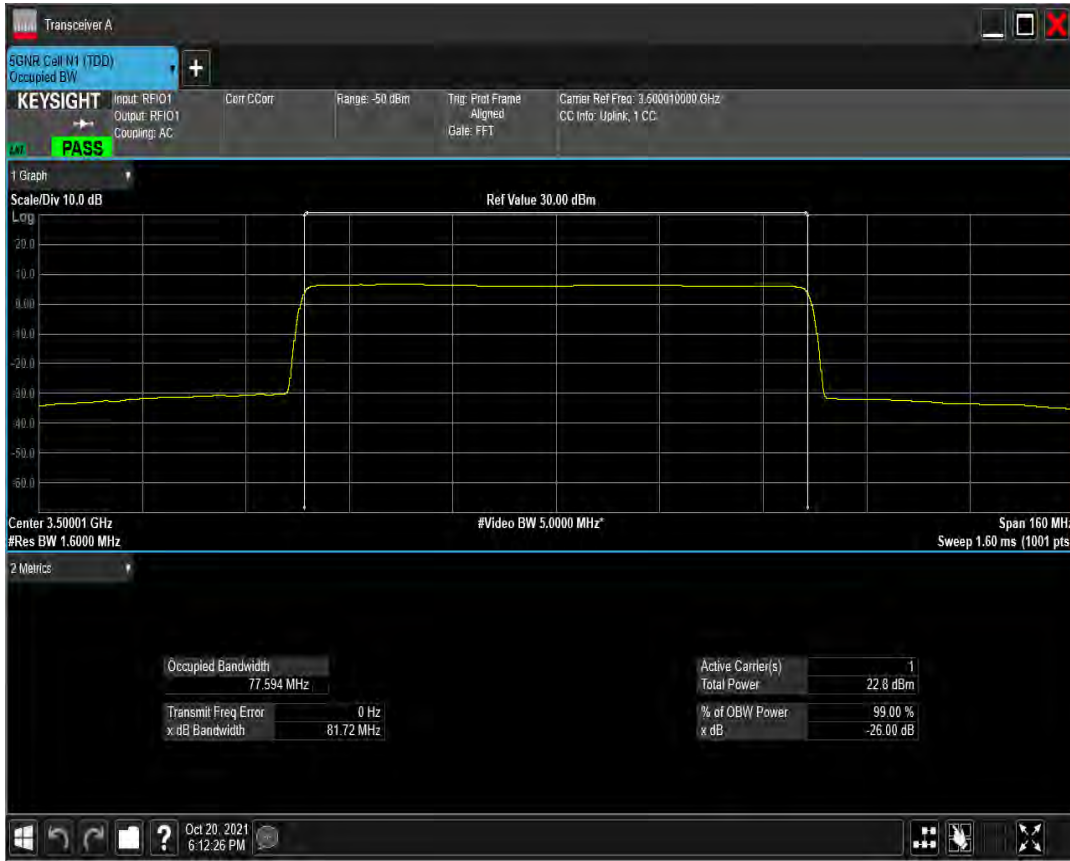 Transceiver A
5GNR Cell N1 (TDD)
Occupied BW
+
KEYSIGHT Input: RFIO1 Corr CCorr Range: -50 dBm Trig: Prot Frame Carrier Ref Freq: 3.500010000 GHz
Output: RFIO1 Aligned CC Info: Uplink, 1 CC
Coupling: AC Gate: FFT
PASS
1 Graph
Scale/Div 10.0 dB Ref Value 30.00 dBm
Log
20.0
10.0
0.00
-10.0
-20.0
-30.0
-40.0
-50.0
-60.0
Center 3.50001 GHz #Video BW 5.0000 MHz* Span 160 MHz
#Res BW 1.6000 MHz Sweep 1.60 ms (1001 pts
2 Metrics
Occupied Bandwidth Active Carrier(s) 1
77.594 MHz Total Power 22.8 dBm
Transmit Freq Error 0 Hz % of OBW Power 99.00 %
x dB Bandwidth 81.72 MHz x dB -26.00 dB
? Oct 20, 2021
6:12:26 PM